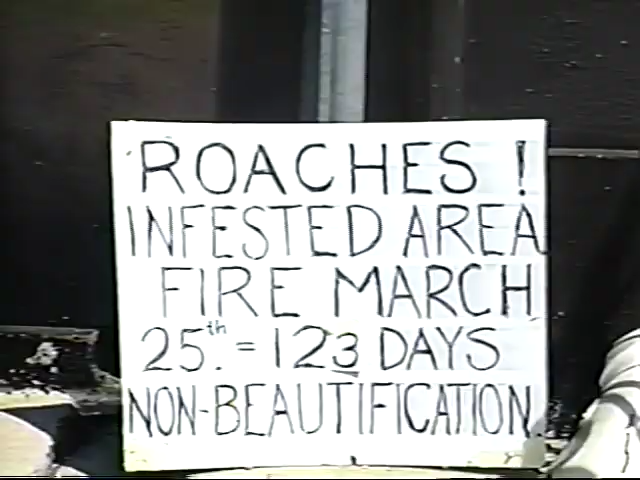 ROACHES!
INFESTED AREA
FIRE MARCH
25th. = 123 DAYS
NON-BEAUTIFICATION